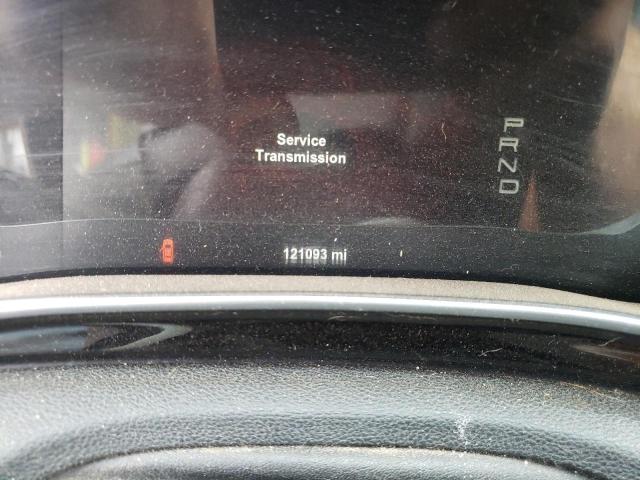 Service
Transmission
P
R
N
D
121093 mi